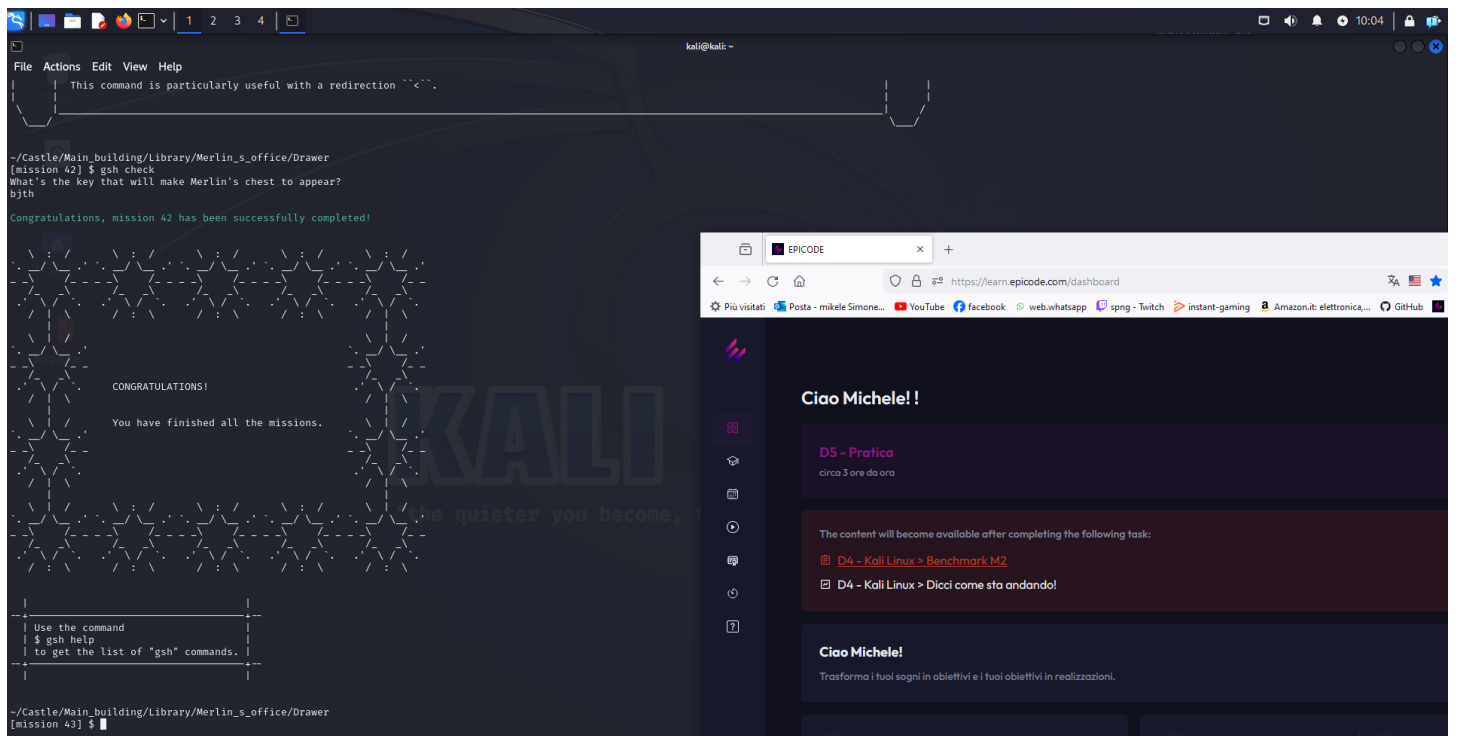 1 2 3 4
10:04
kali@kali: ~
File Actions Edit View Help
This command is particularly useful with a redirection ``<``.
~/Castle/Main_building/Library/Merlin_s_office/Drawer
[mission 42] $ gsh check
What's the key that will make Merlin's chest to appear?
bjth
Congratulations, mission 42 has been successfully completed!
CONGRATULATIONS!
You have finished all the missions.
Use the command
$ gsh help
to get the list of "gsh" commands.
~/Castle/Main_building/Library/Merlin_s_office/Drawer
[mission 43] $
KALI
"the quieter you become,
EPICODE
https://learn.epicode.com/dashboard
Più visitati Posta - mikele Simone... YouTube facebook web.whatsapp spng - Twitch instant-gaming Amazon.it: elettronica,... GitHub
Ciao Michele! !
D5 - Pratica
circa 3 ore da ora
The content will become available after completing the following task:
D4 - Kali Linux > Benchmark M2
D4 - Kali Linux > Dicci come sta andando!
Ciao Michele!
Trasforma i tuoi sogni in obiettivi e i tuoi obiettivi in realizzazioni.